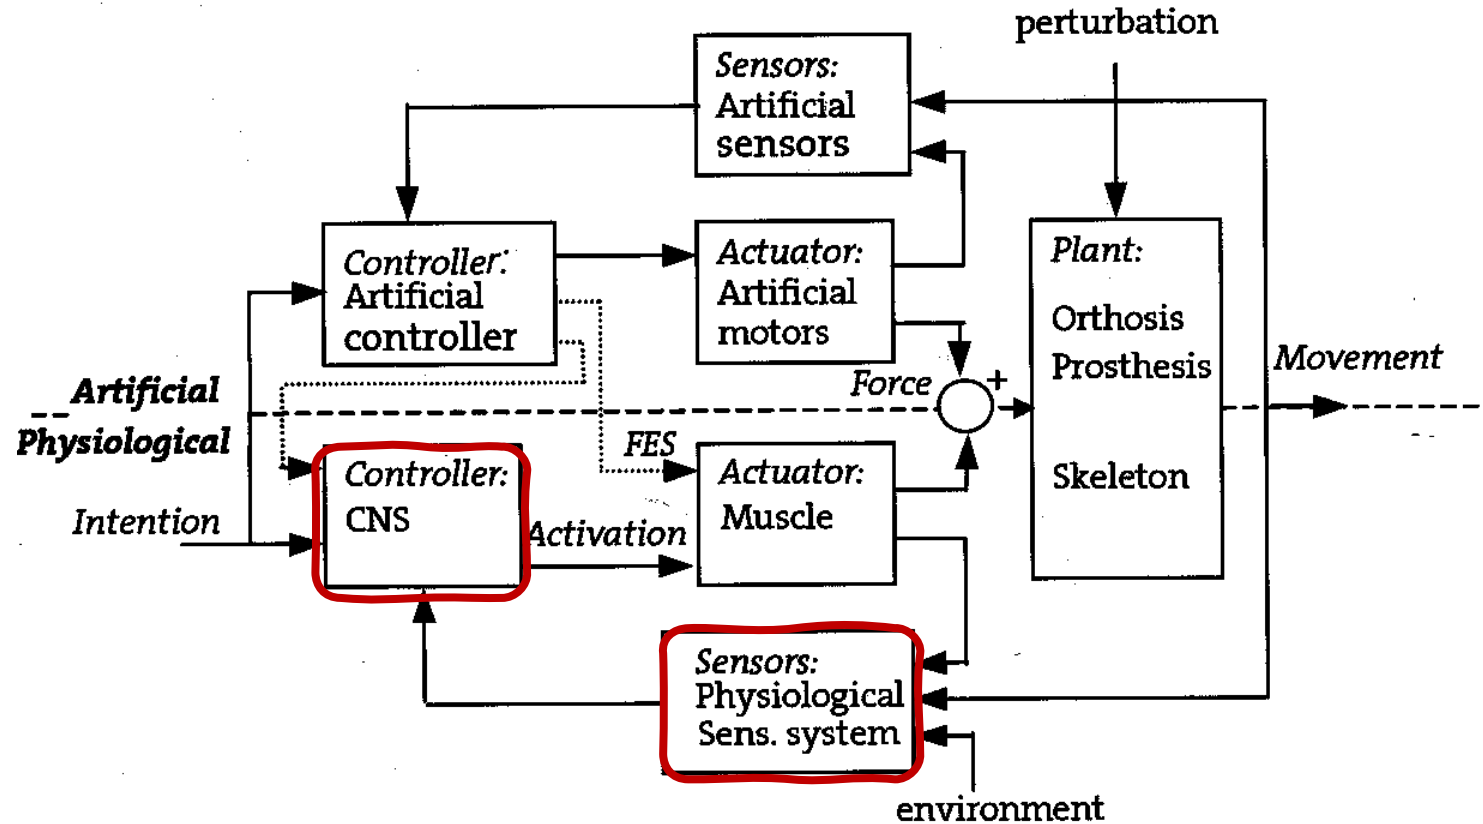 perturbation
Sensors:
Artificial
sensors
Controller:
Artificial
controller
Actuator:
Artificial
motors
Plant:
Orthosis
Prosthesis
Skeleton
Force
+
Movement
Artificial
Physiological
Intention
FES
Controller:
CNS
Activation
Actuator:
Muscle
Sensors:
Physiological
Sens. system
environment